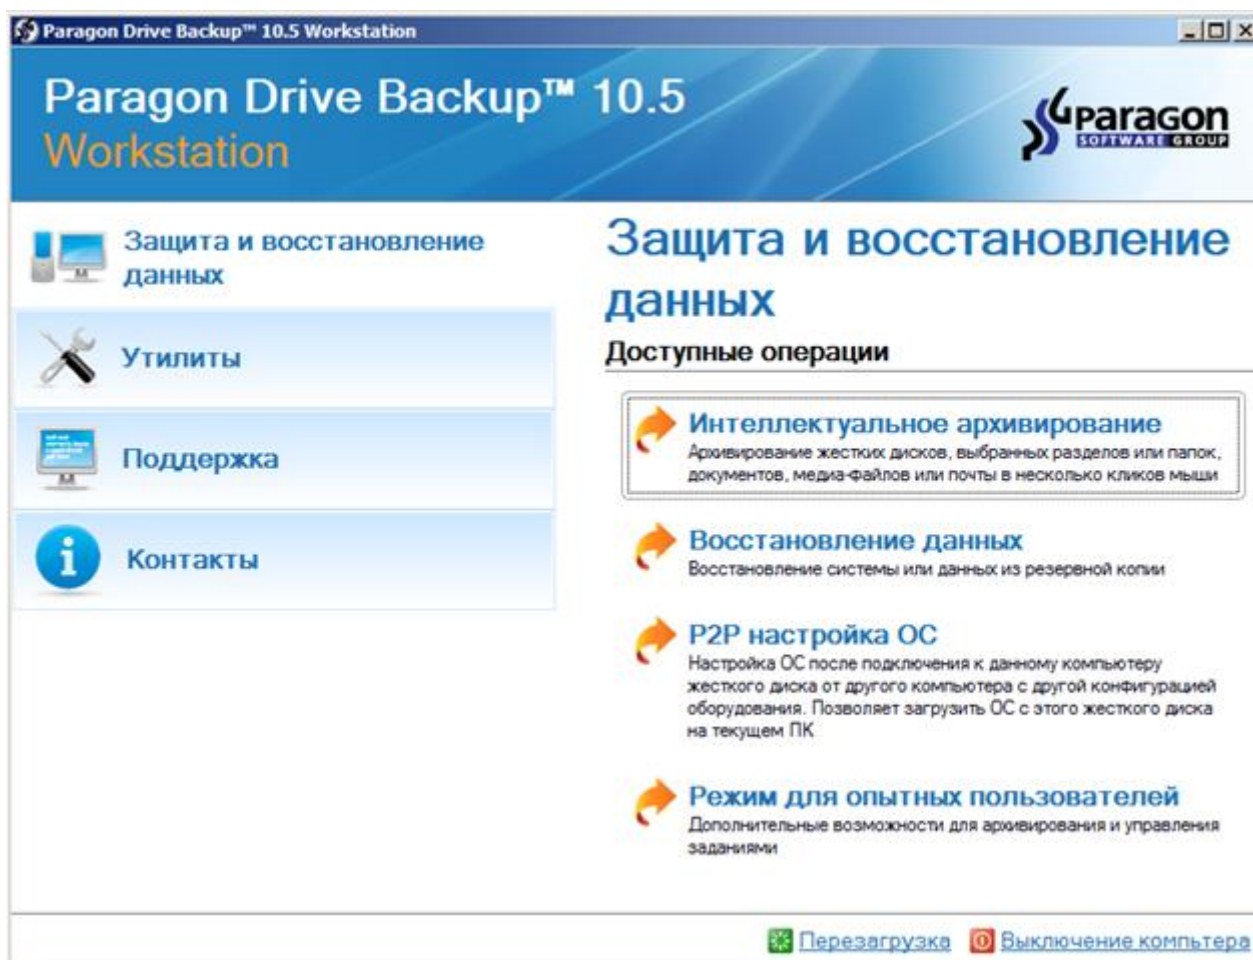 Paragon Drive Backup™ 10.5 Workstation
Paragon Drive Backup™ 10.5
Workstation
Paragon
SOFTWARE GROUP
Защита и восстановление
данных
Утилиты
Поддержка
Контакты
Защита и восстановление
данных
Доступные операции
Интеллектуальное архивирование
Архивирование жестких дисков, выбранных разделов или папок,
документов, медиа-файлов или почты в несколько кликов мыши
Восстановление данных
Восстановление системы или данных из резервной копии
P2P настройка ОС
Настройка ОС после подключения к данному компьютеру
жесткого диска от другого компьютера с другой конфигурацией
оборудования. Позволяет загрузить ОС с этого жесткого диска
на текущем ПК
Режим для опытных пользователей
Дополнительные возможности для архивирования и управления
заданиями
Перезагрузка
Выключение компьтера